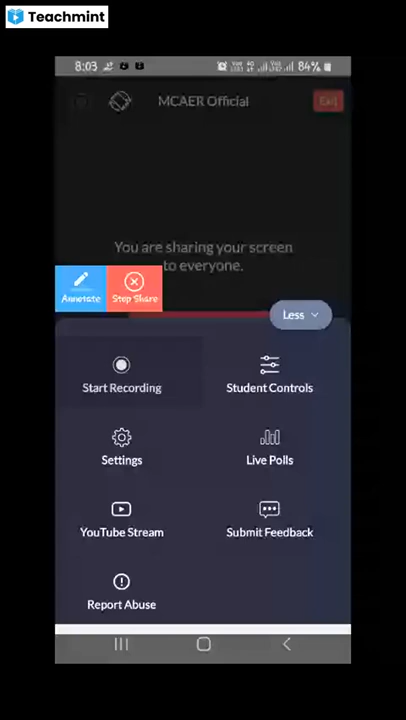 Teachmint
8:03 84%
MCAER Official Exit
You are sharing your screen
to everyone.
Annotate Stop Share
Less
Start Recording Student Controls
Settings Live Polls
YouTube Stream Submit Feedback
Report Abuse